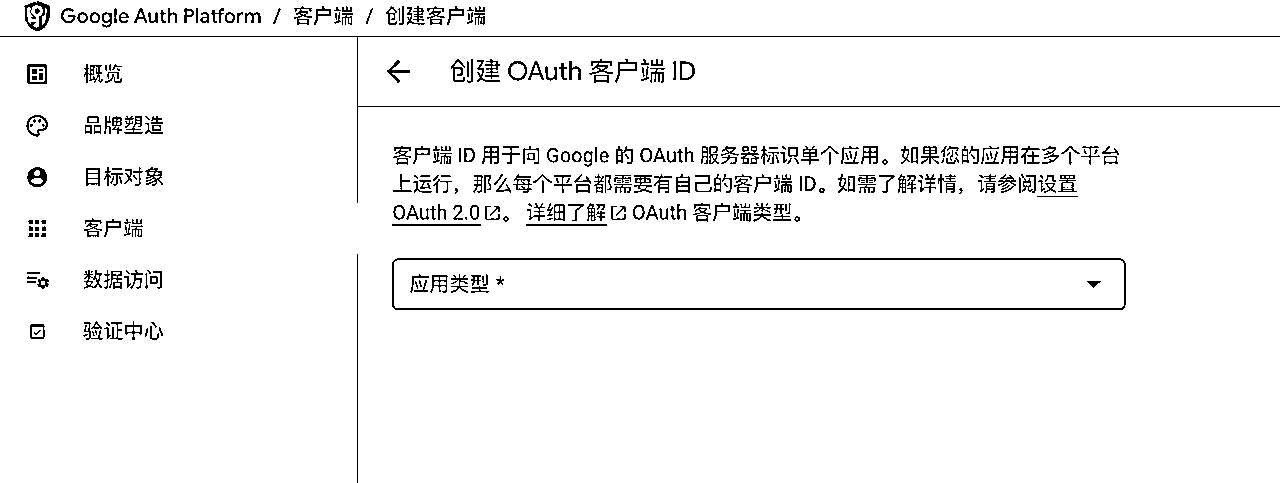 Google Auth Platform / 客户端 / 创建客户端
概览
品牌塑造
目标对象
客户端
数据访问
验证中心
创建 OAuth 客户端 ID
客户端 ID 用于向 Google 的 OAuth 服务器标识单个应用。如果您的应用在多个平台
上运行，那么每个平台都需要有自己的客户端 ID。如需了解详情，请参阅设置
OAuth 2.0。 详细了解 OAuth 客户端类型。
应用类型 *